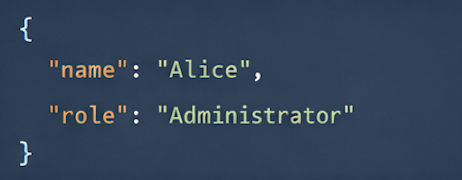 {
  "name": "Alice",
  "role": "Administrator"
}